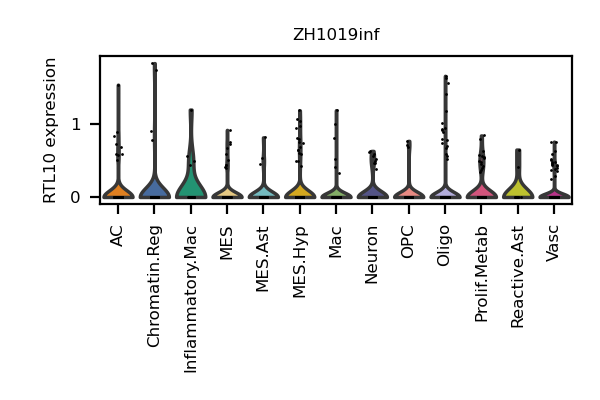 ZH1019inf
RTL10 expression
1
0
AC
Chromatin.Reg
Inflammatory.Mac
MES
MES.Ast
MES.Hyp
Mac
Neuron
OPC
Oligo
Prolif.Metab
Reactive.Ast
Vasc